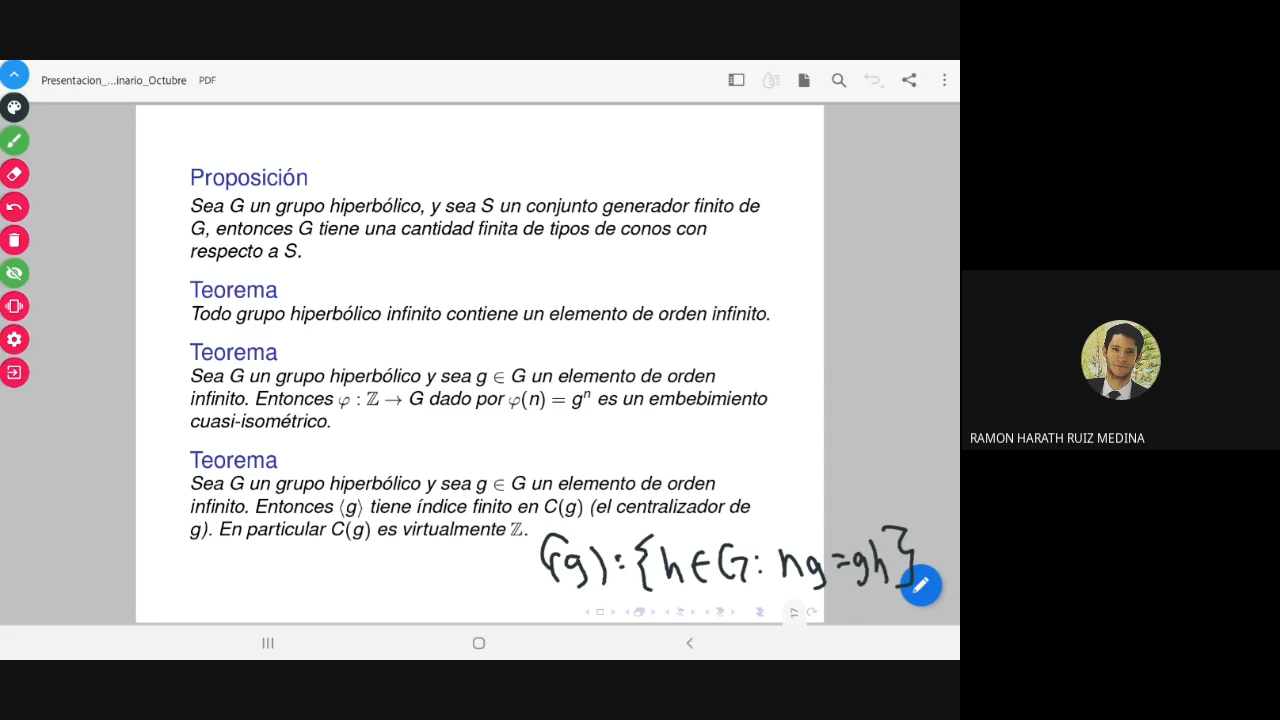 Presentacion_...inario_Octubre PDF
Proposición
Sea G un grupo hiperbólico, y sea S un conjunto generador finito de
G, entonces G tiene una cantidad finita de tipos de conos con
respecto a S.
Teorema
Todo grupo hiperbólico infinito contiene un elemento de orden infinito.
Teorema
Sea G un grupo hiperbólico y sea g ∈ G un elemento de orden
infinito. Entonces φ : ℤ → G dado por φ(n) = gⁿ es un embebimiento
cuasi-isométrico.
Teorema
Sea G un grupo hiperbólico y sea g ∈ G un elemento de orden
infinito. Entonces ⟨g⟩ tiene índice finito en C(g) (el centralizador de
g). En particular C(g) es virtualmente ℤ.
C(g):={h∈G: hg=gh}
17
RAMON HARATH RUIZ MEDINA